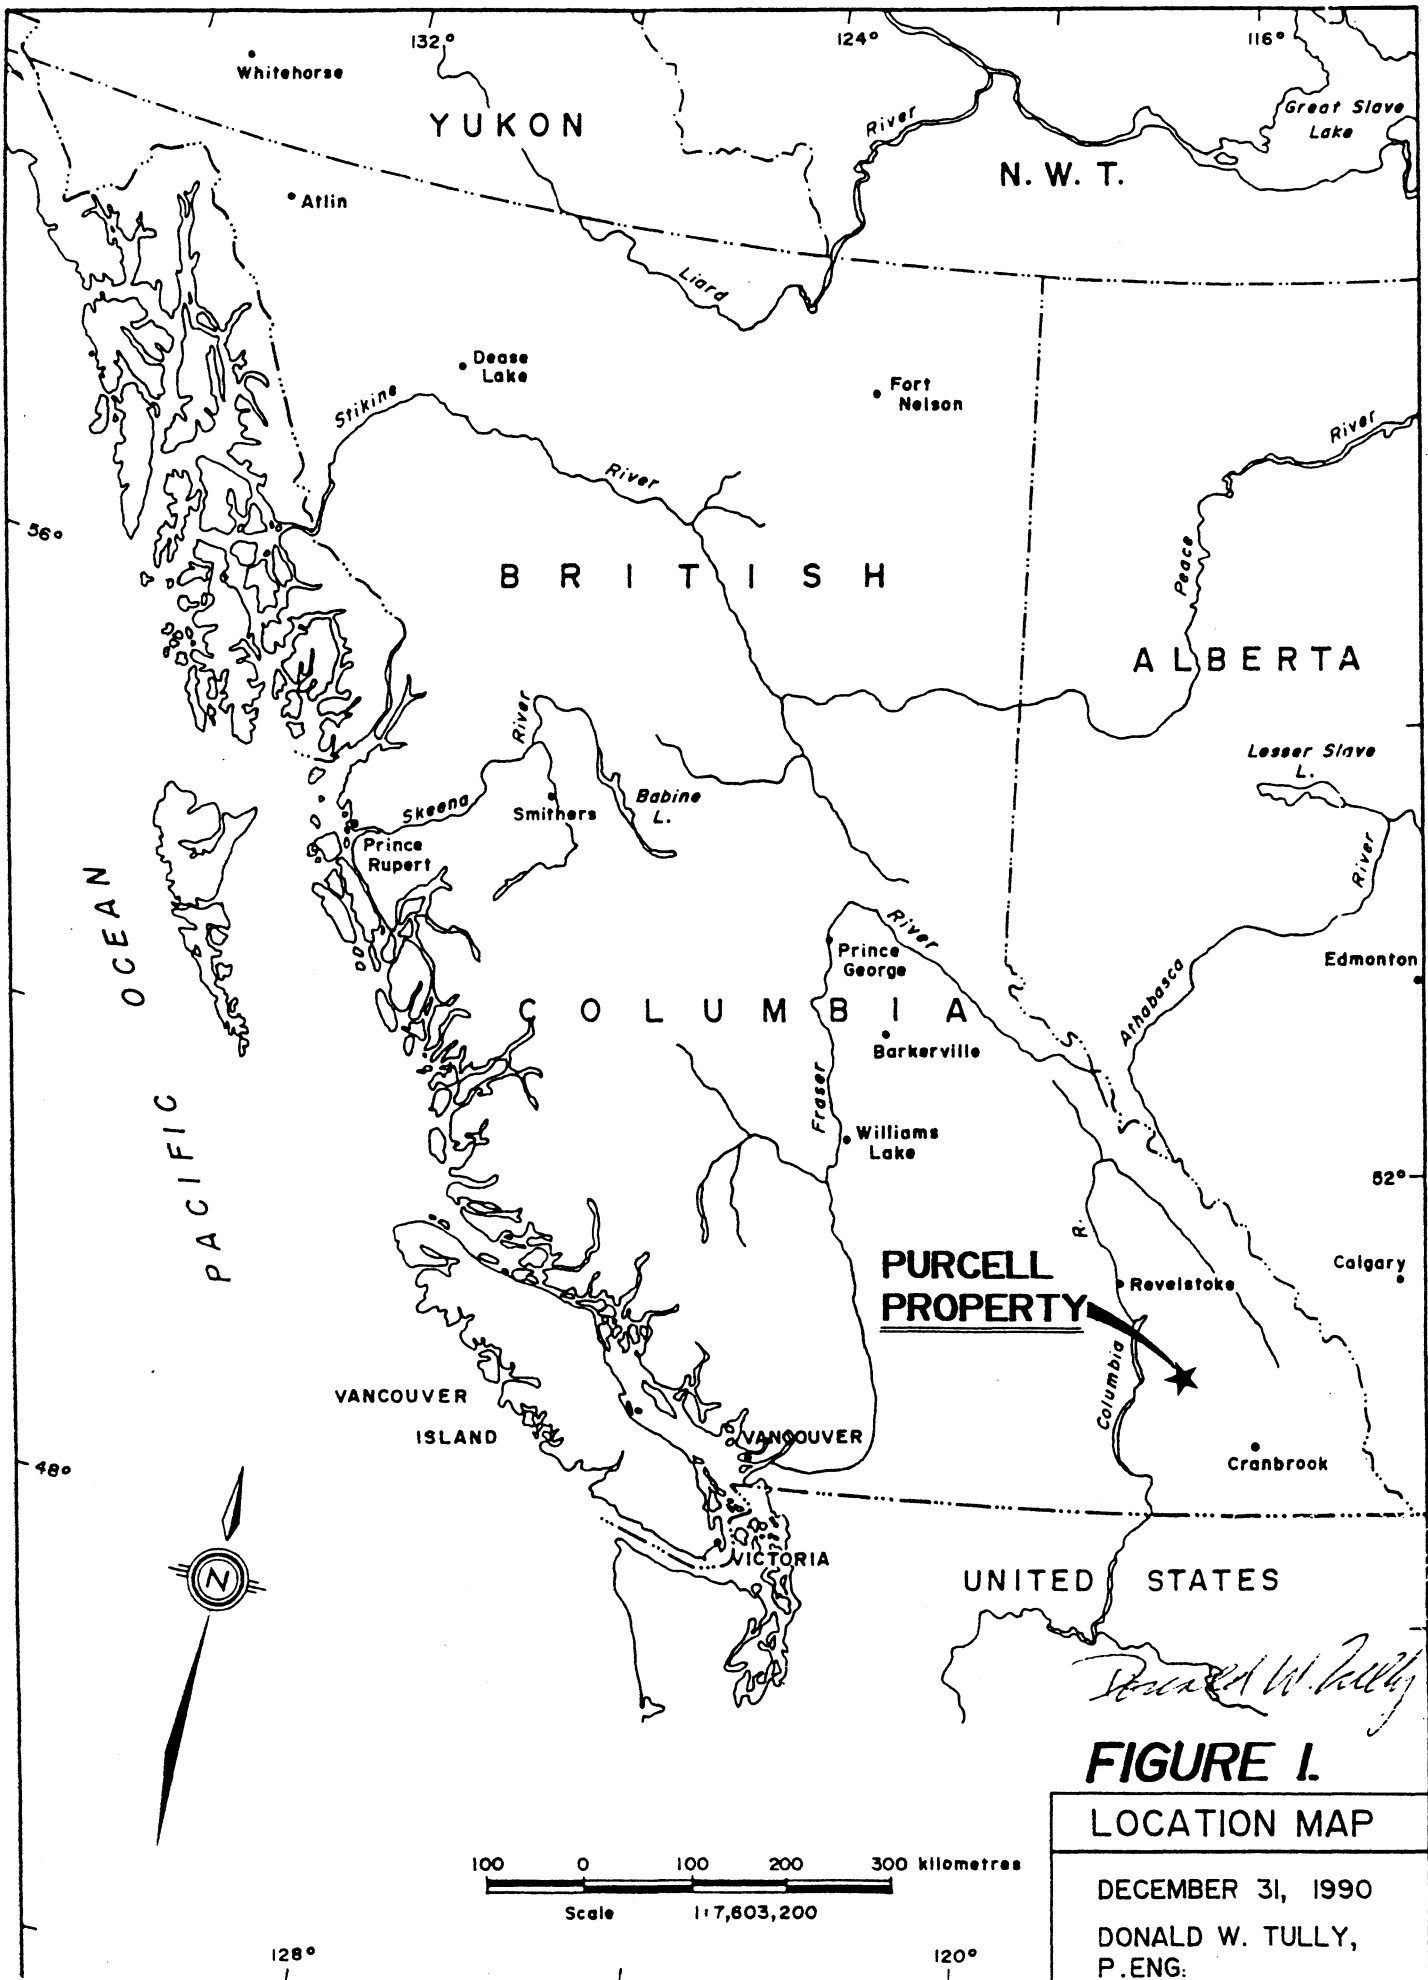 132°
124°
116°
Whitehorse
YUKON
River
Great Slave
Lake
N. W. T.
Atlin
Liard
Dease
Lake
Stikine
Fort
Nelson
River
River
56°
BRITISH
Peace
ALBERTA
River
Lesser Slave
L.
Skeena
Smithers
Babine
L.
Prince
Rupert
River
OCEAN
River
Prince
George
Edmonton
Athabasca
COLUMBIA
Barkerville
Fraser
PACIFIC
Williams
Lake
52°
R.
PURCELL
PROPERTY
Revelstoke
Calgary
Columbia
VANCOUVER
ISLAND
VANCOUVER
Cranbrook
48°
N
VICTORIA
UNITED STATES
Donald W. Tully
FIGURE 1.
LOCATION MAP
100 0 100 200 300 kilometres
Scale 1:7,603,200
DECEMBER 31, 1990
DONALD W. TULLY,
P.ENG.
128°
120°